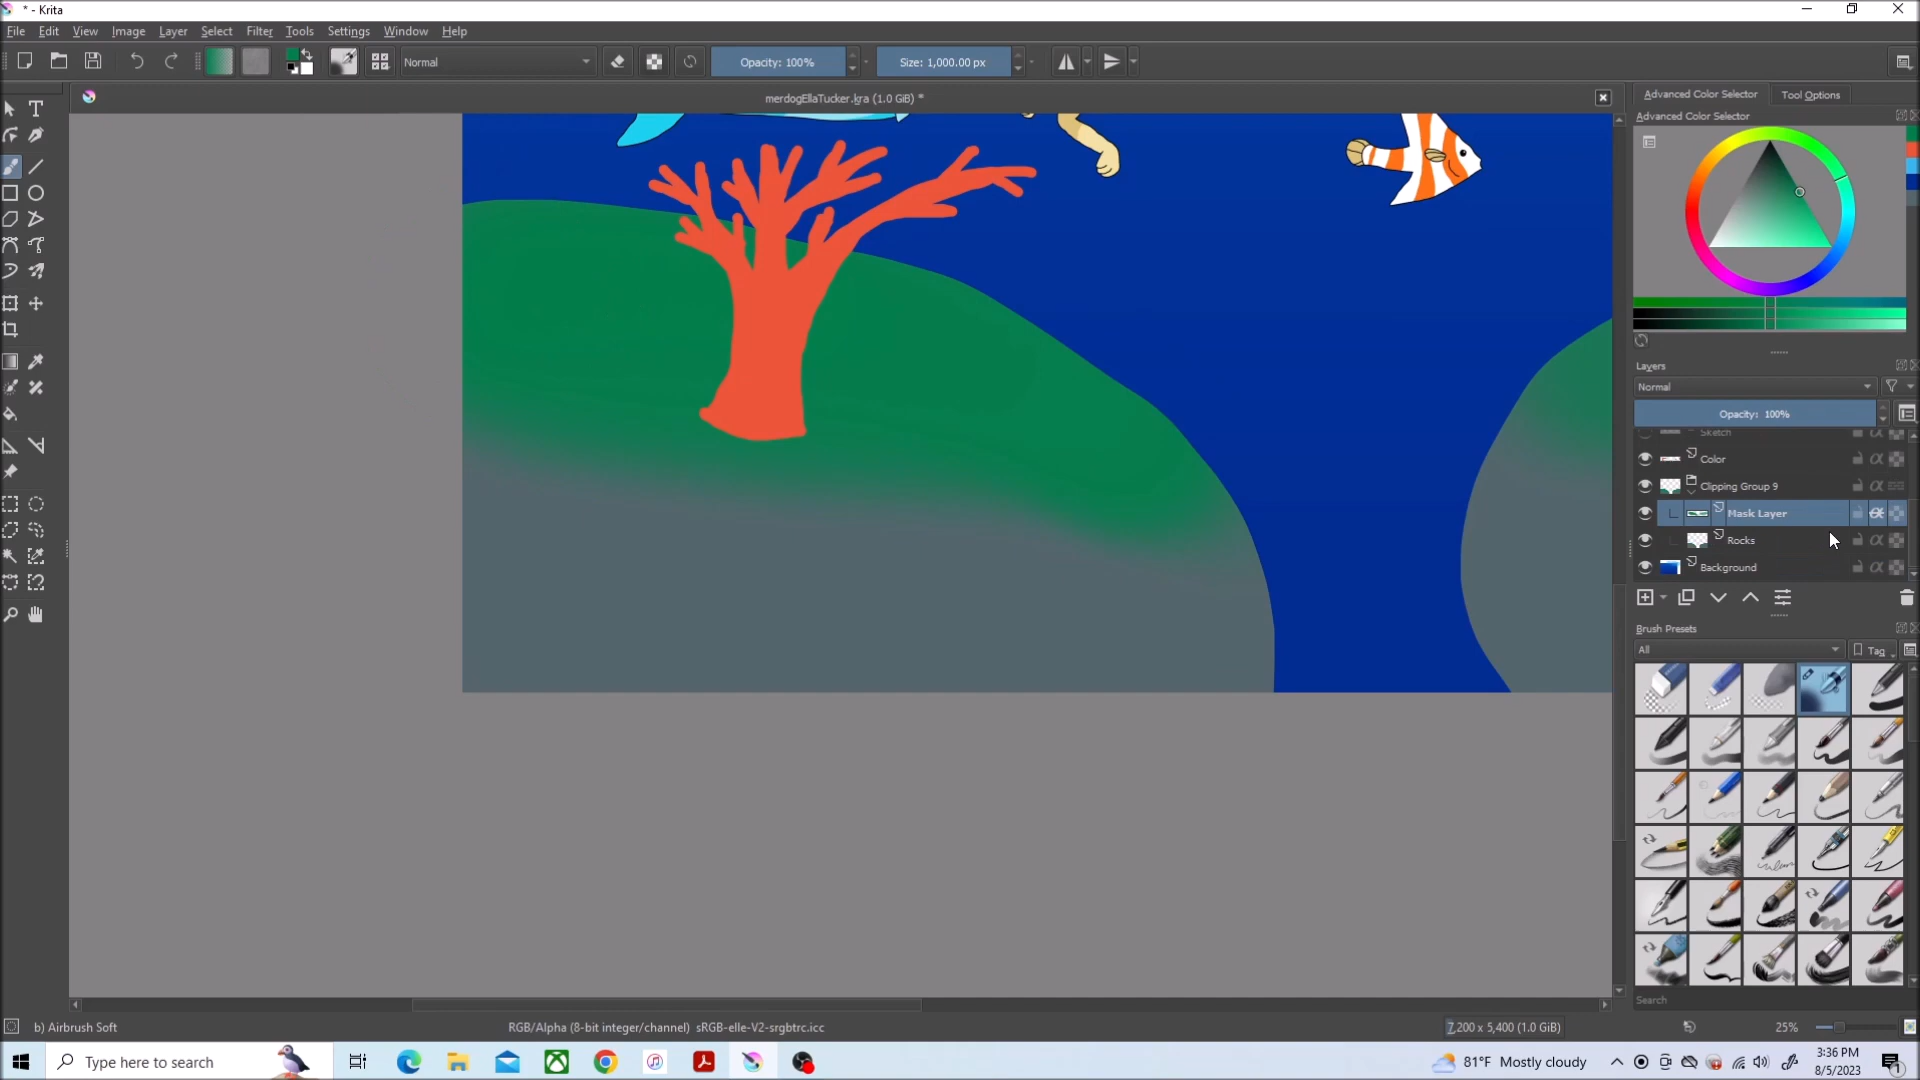 * - Krita
File Edit View Image Layer Select Filter Tools Settings Window Help
Normal
Opacity: 100%
Size: 1,000.00 px
merdogEllaTucker.kra (1.0 GiB) *
Advanced Color Selector
Tool Options
Advanced Color Selector
Layers
Normal
Opacity: 100%
Sketch
Color
Clipping Group 9
Mask Layer
Rocks
Background
Brush Presets
All
Tag
Search
b) Airbrush Soft
RGB/Alpha (8-bit integer/channel) sRGB-elle-V2-srgbtrc.icc
7,200 x 5,400 (1.0 GiB)
25%
Type here to search
81°F Mostly cloudy
3:36 PM
8/5/2023
1